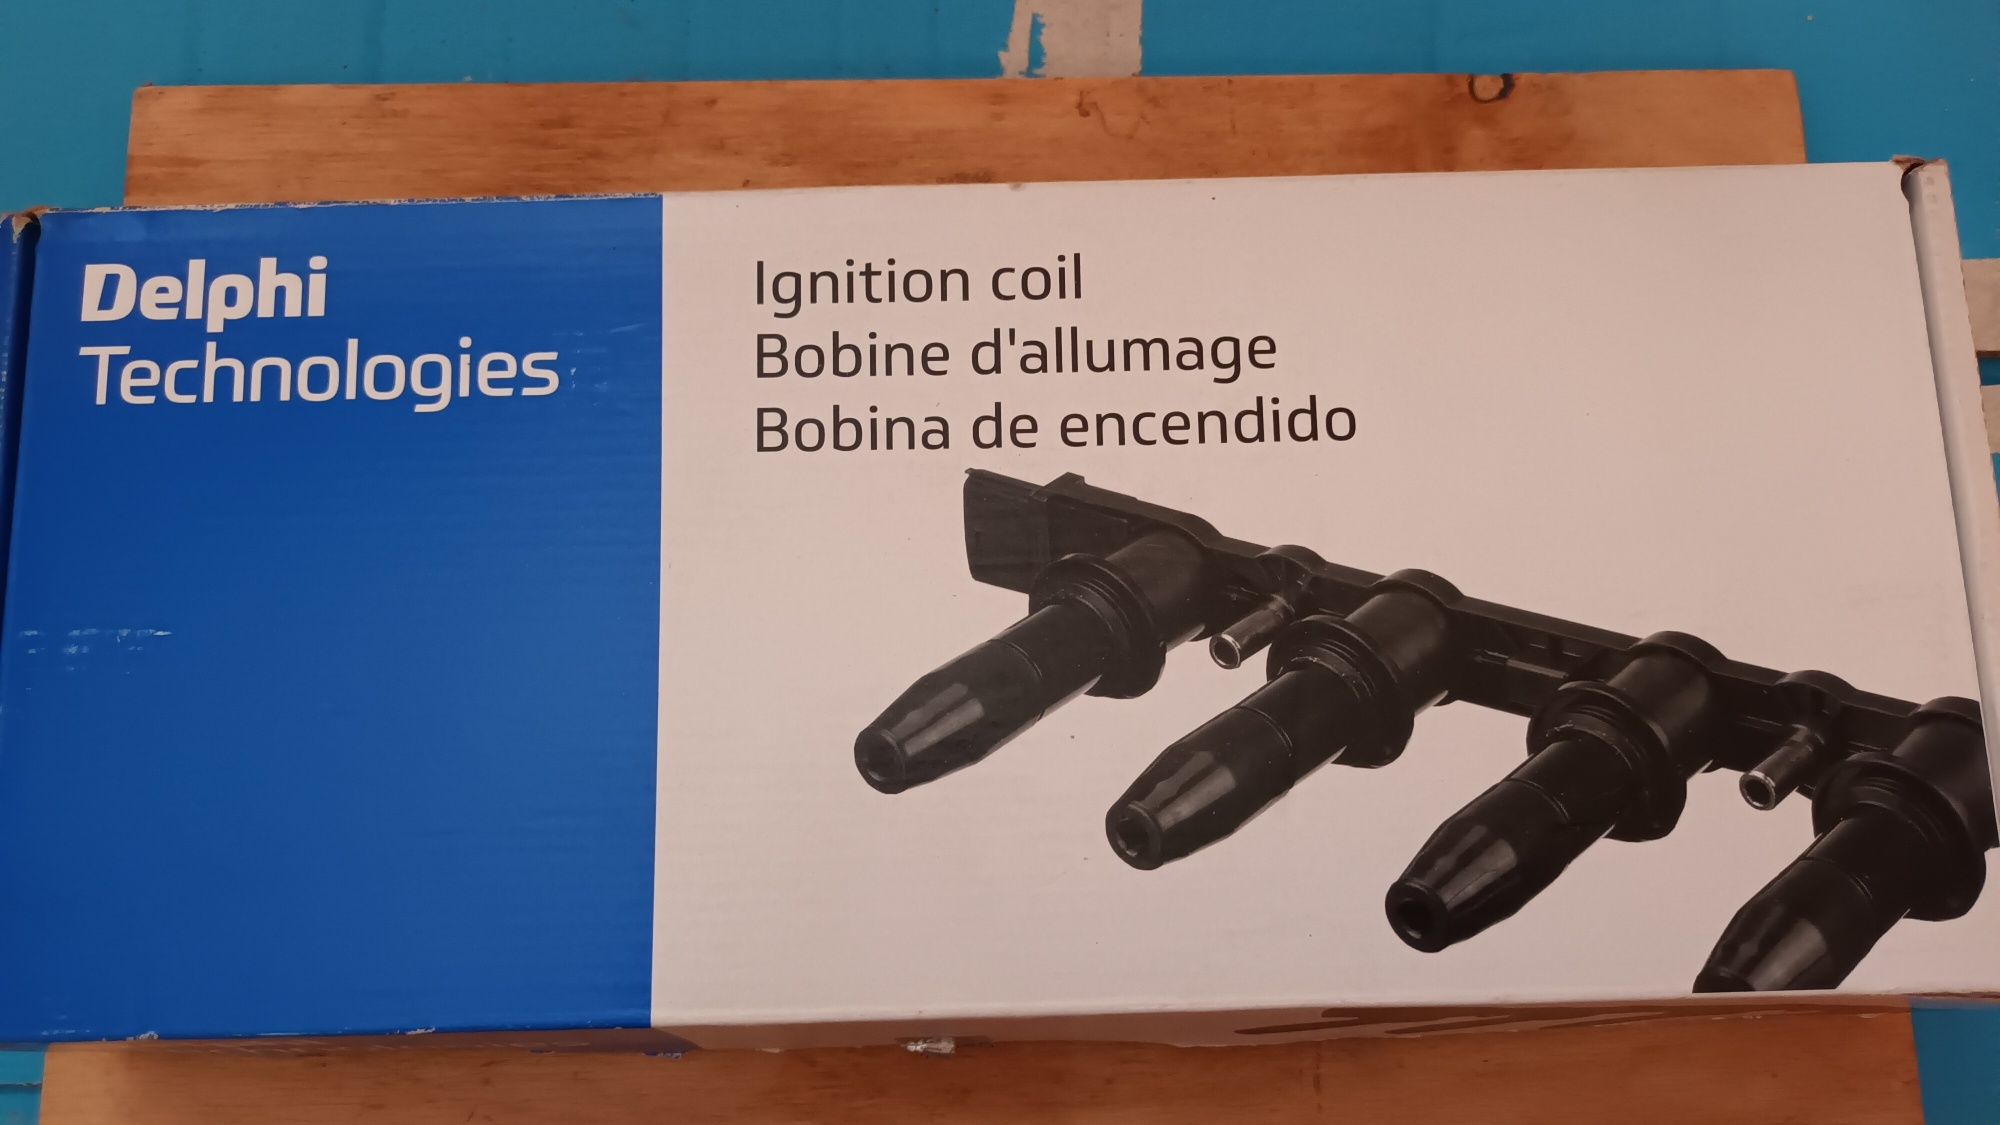 Delphi
Technologies
Ignition coil
Bobine d'allumage
Bobina de encendido